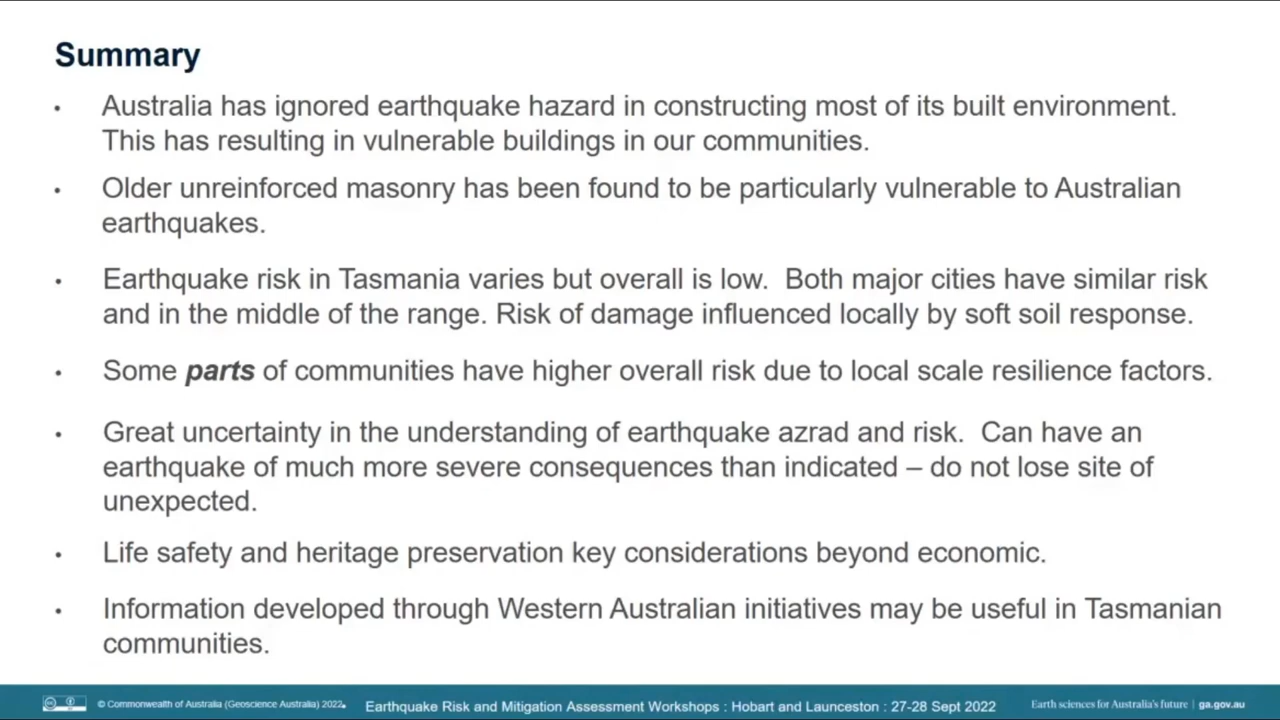 Summary
• Australia has ignored earthquake hazard in constructing most of its built environment.
This has resulting in vulnerable buildings in our communities.
• Older unreinforced masonry has been found to be particularly vulnerable to Australian
earthquakes.
• Earthquake risk in Tasmania varies but overall is low.  Both major cities have similar risk
and in the middle of the range. Risk of damage influenced locally by soft soil response.
• Some parts of communities have higher overall risk due to local scale resilience factors.
• Great uncertainty in the understanding of earthquake azrad and risk.  Can have an
earthquake of much more severe consequences than indicated – do not lose site of
unexpected.
• Life safety and heritage preservation key considerations beyond economic.
• Information developed through Western Australian initiatives may be useful in Tasmanian
communities.
© Commonwealth of Australia (Geoscience Australia) 2022.
Earthquake Risk and Mitigation Assessment Workshops : Hobart and Launceston : 27-28 Sept 2022
Earth sciences for Australia's future | ga.gov.au